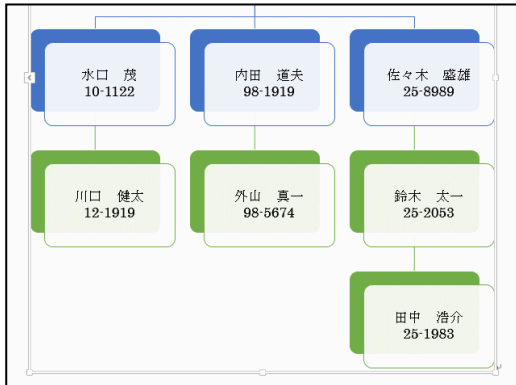 水口　茂
10-1122
内田　道夫
98-1919
佐々木　盛雄
25-8989
川口　健太
12-1919
外山　真一
98-5674
鈴木　太一
25-2053
田中　浩介
25-1983